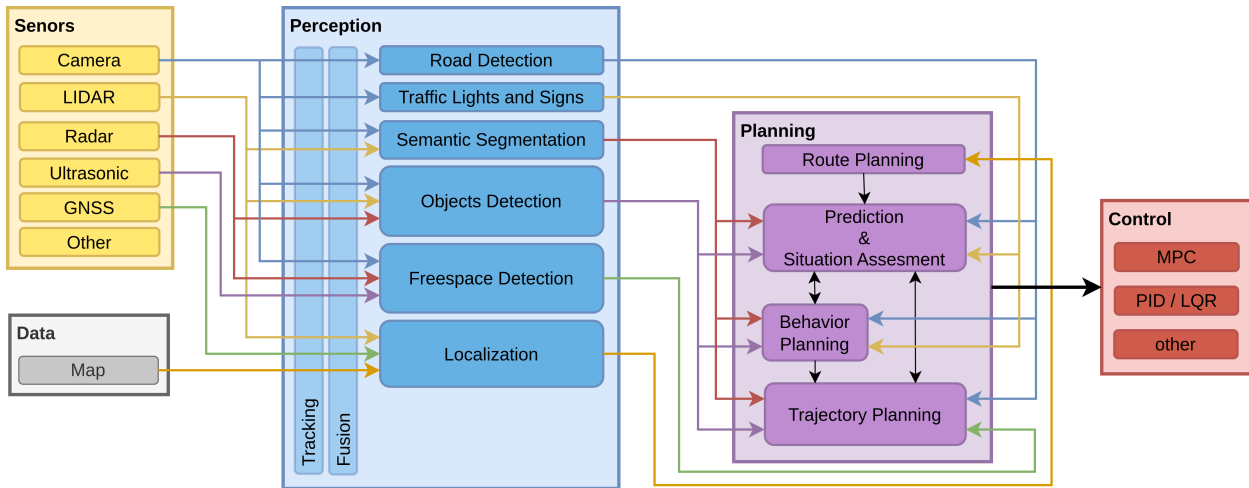 Senors
Camera
LIDAR
Radar
Ultrasonic
GNSS
Other
Data
Map
Perception
Tracking
Fusion
Road Detection
Traffic Lights and Signs
Semantic Segmentation
Objects Detection
Freespace Detection
Localization
Planning
Route Planning
Prediction
&
Situation Assesment
Behavior
Planning
Trajectory Planning
Control
MPC
PID / LQR
other